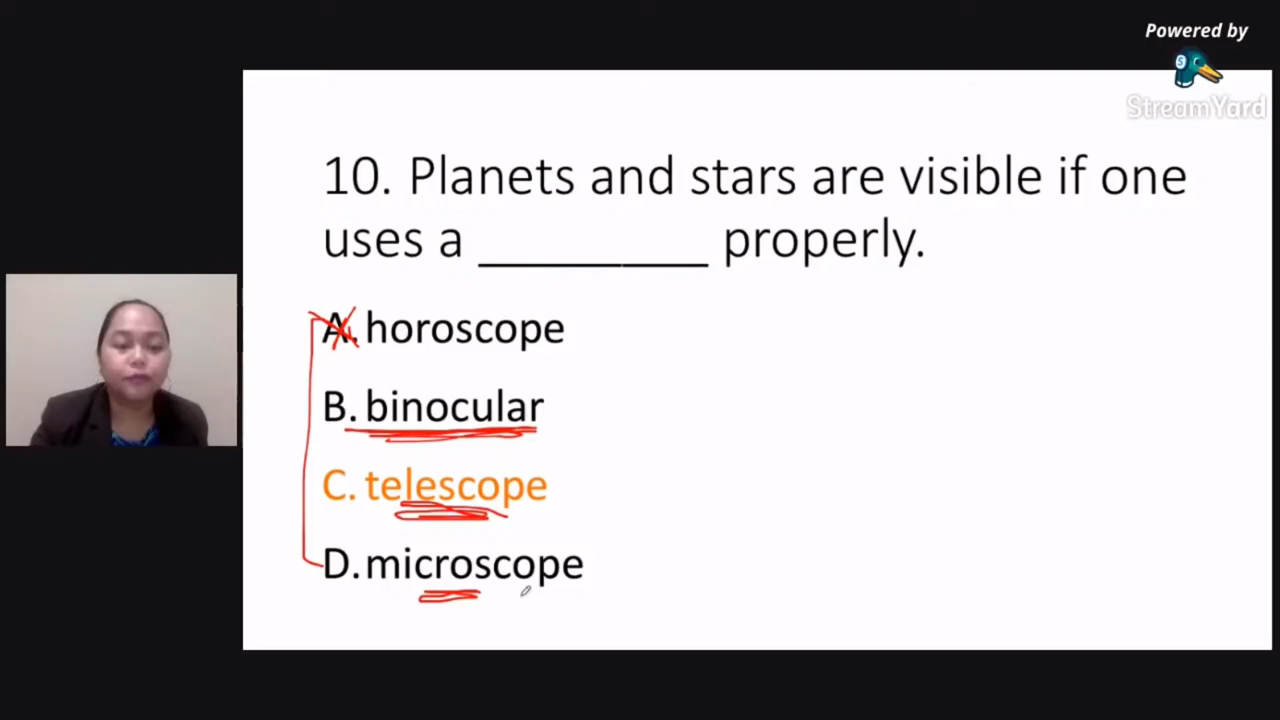 Powered by
StreamYard
10. Planets and stars are visible if one
uses a _________ properly.
A. horoscope
B. binocular
C. telescope
D. microscope